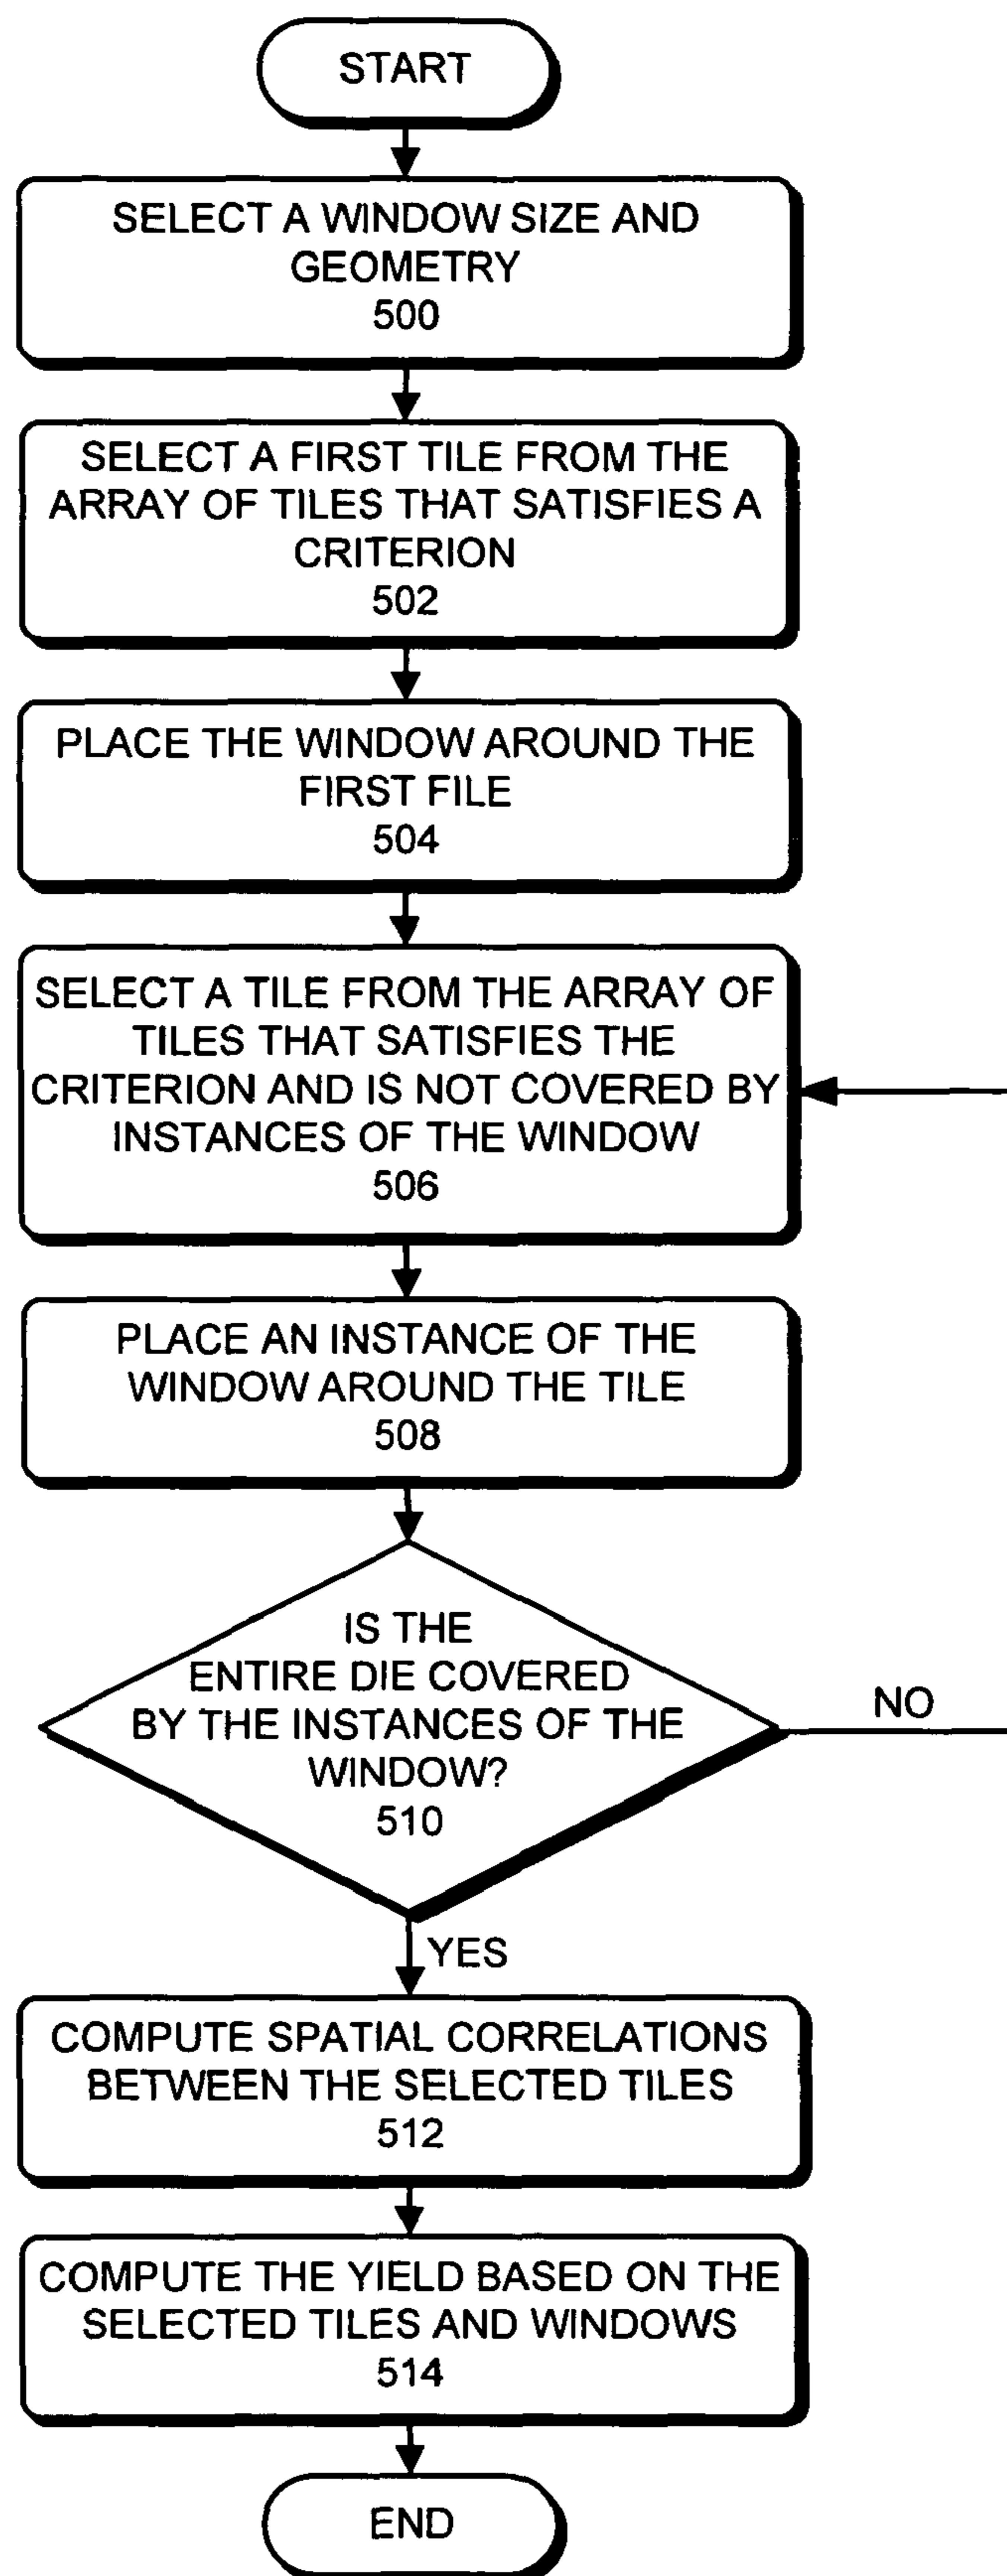 START
SELECT A WINDOW SIZE AND
GEOMETRY
500
SELECT A FIRST TILE FROM THE
ARRAY OF TILES THAT SATISFIES A
CRITERION
502
PLACE THE WINDOW AROUND THE
FIRST FILE
504
SELECT A TILE FROM THE ARRAY OF
TILES THAT SATISFIES THE
CRITERION AND IS NOT COVERED BY
INSTANCES OF THE WINDOW
506
PLACE AN INSTANCE OF THE
WINDOW AROUND THE TILE
508
IS THE
ENTIRE DIE COVERED
BY THE INSTANCES OF THE
WINDOW?
510
NO
YES
COMPUTE SPATIAL CORRELATIONS
BETWEEN THE SELECTED TILES
512
COMPUTE THE YIELD BASED ON THE
SELECTED TILES AND WINDOWS
514
END